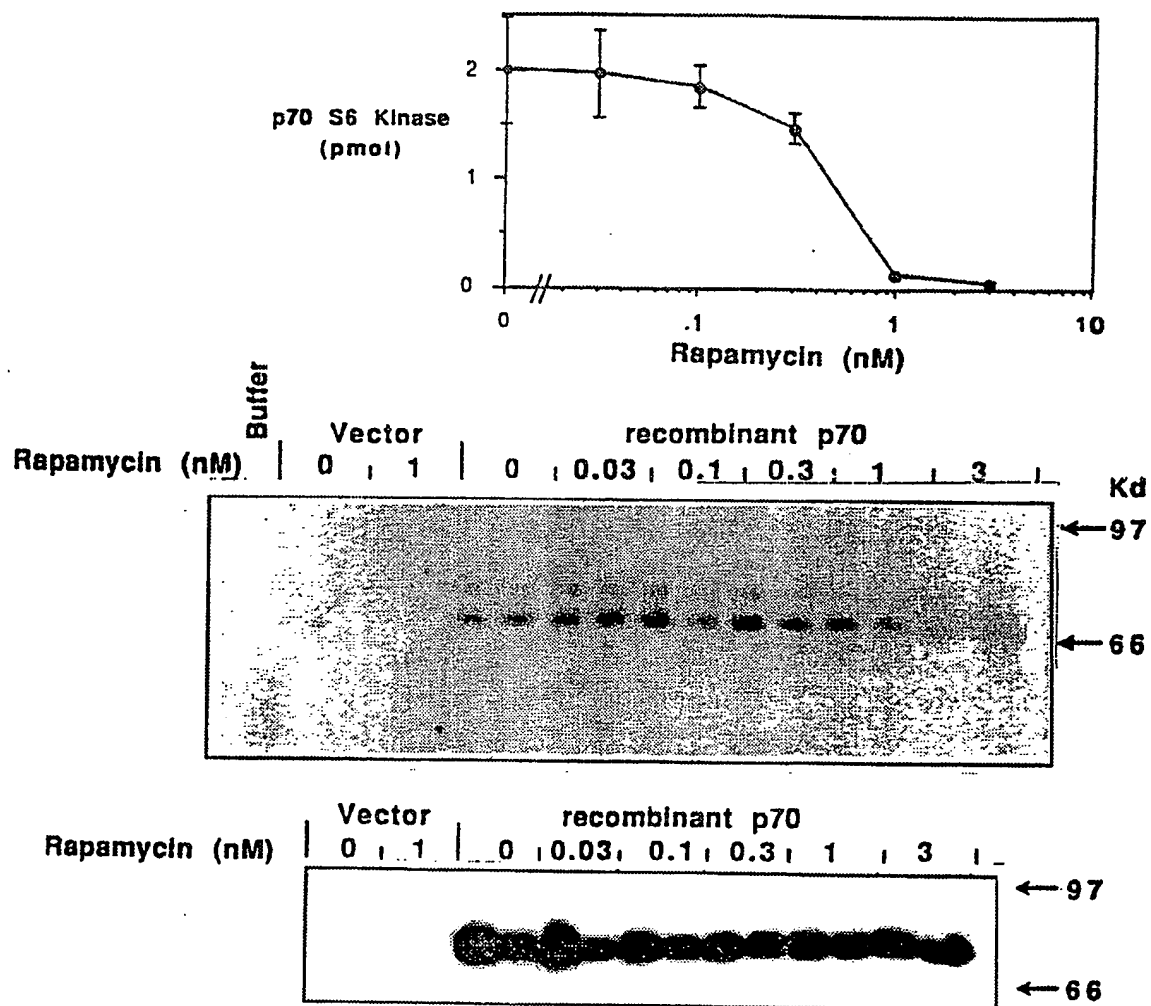 2
p70 S6 Kinase
(pmol)
1
0
0 .1 1 10
Rapamycin (nM)
Buffer
Vector recombinant p70
Rapamycin (nM) 0 1 0 0.03 0.1 0.3 1 3
Kd
97
66
Vector recombinant p70
Rapamycin (nM) 0 1 0 0.03 0.1 0.3 1 3
97
66